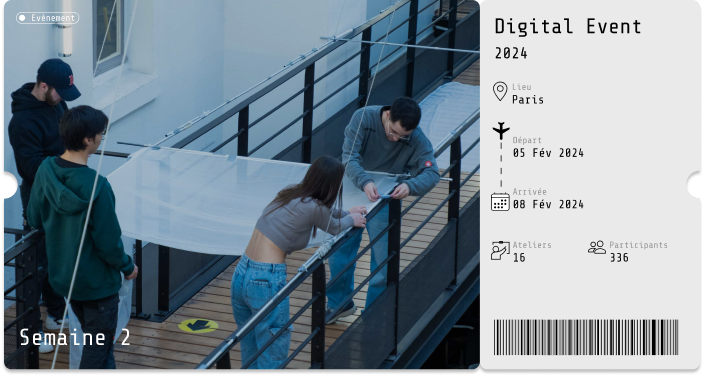 Evénement
Semaine 2
Digital Event
2024
Lieu
Paris
Départ
05 Fév 2024
Arrivée
08 Fév 2024
Ateliers
16
Participants
336